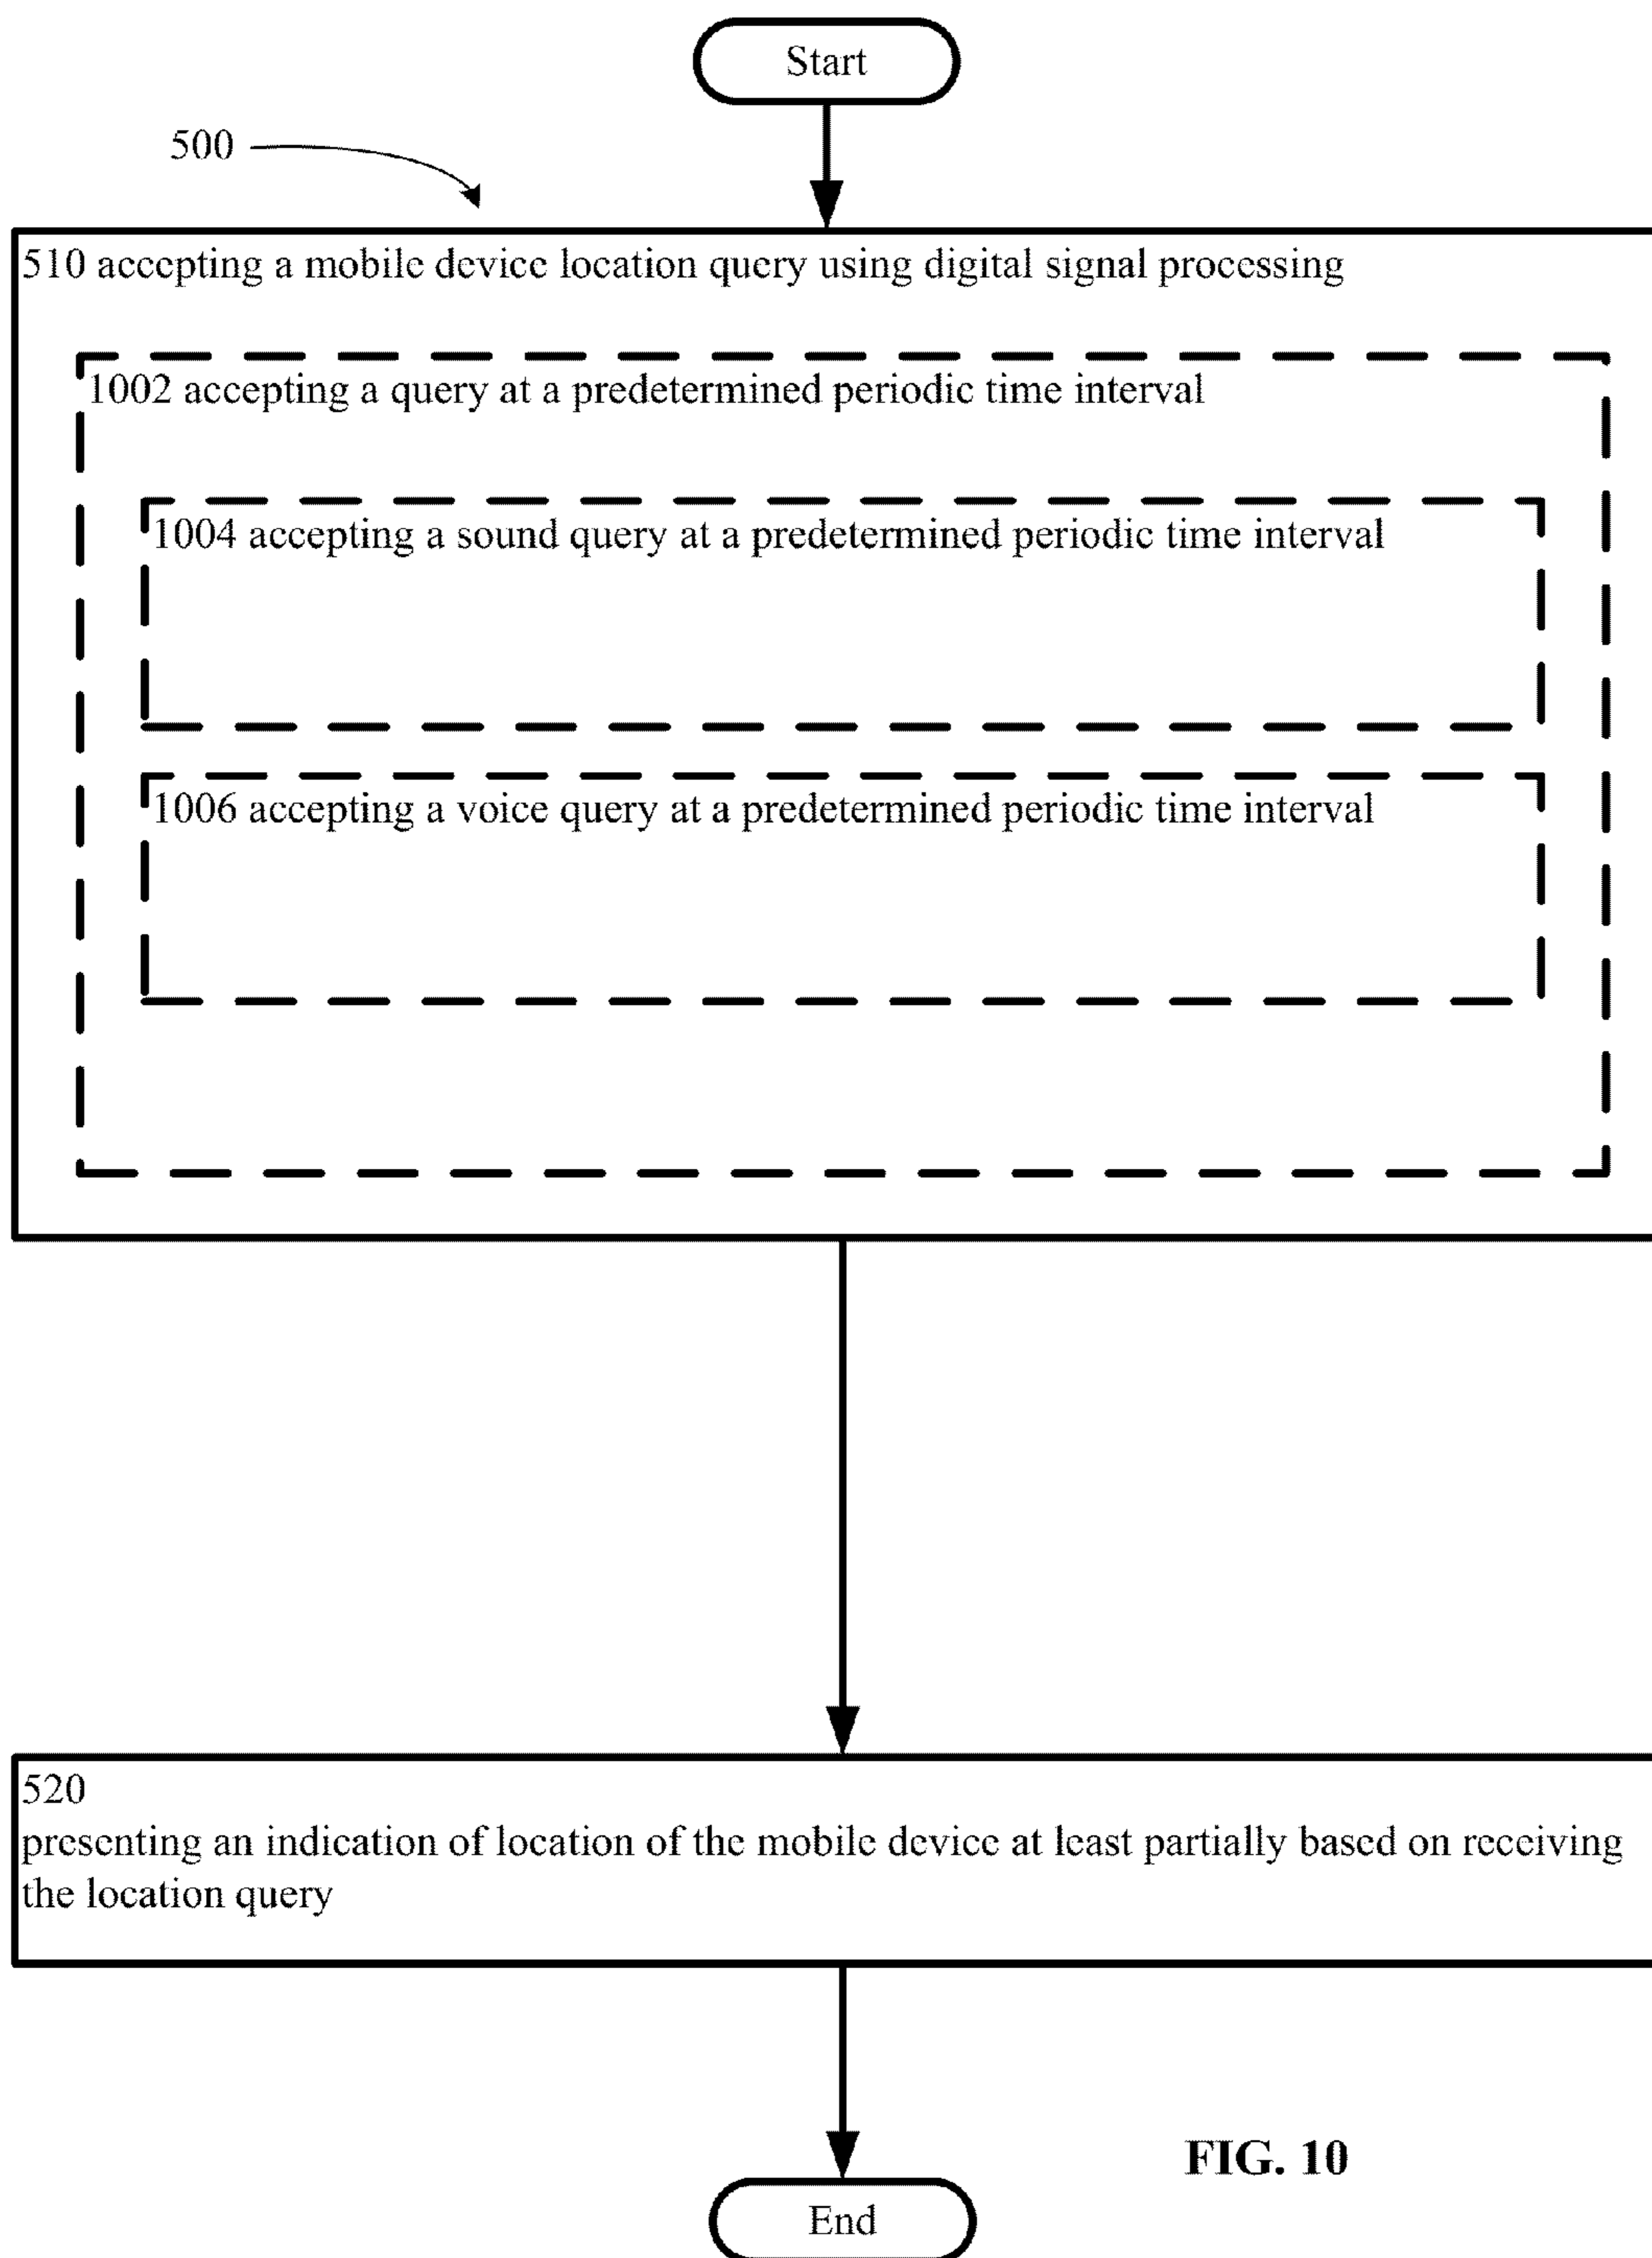 Start
500
510 accepting a mobile device location query using digital signal processing
1002 accepting a query at a predetermined periodic time interval
1004 accepting a sound query at a predetermined periodic time interval
1006 accepting a voice query at a predetermined periodic time interval
520
presenting an indication of location of the mobile device at least partially based on receiving
the location query
FIG. 10
End